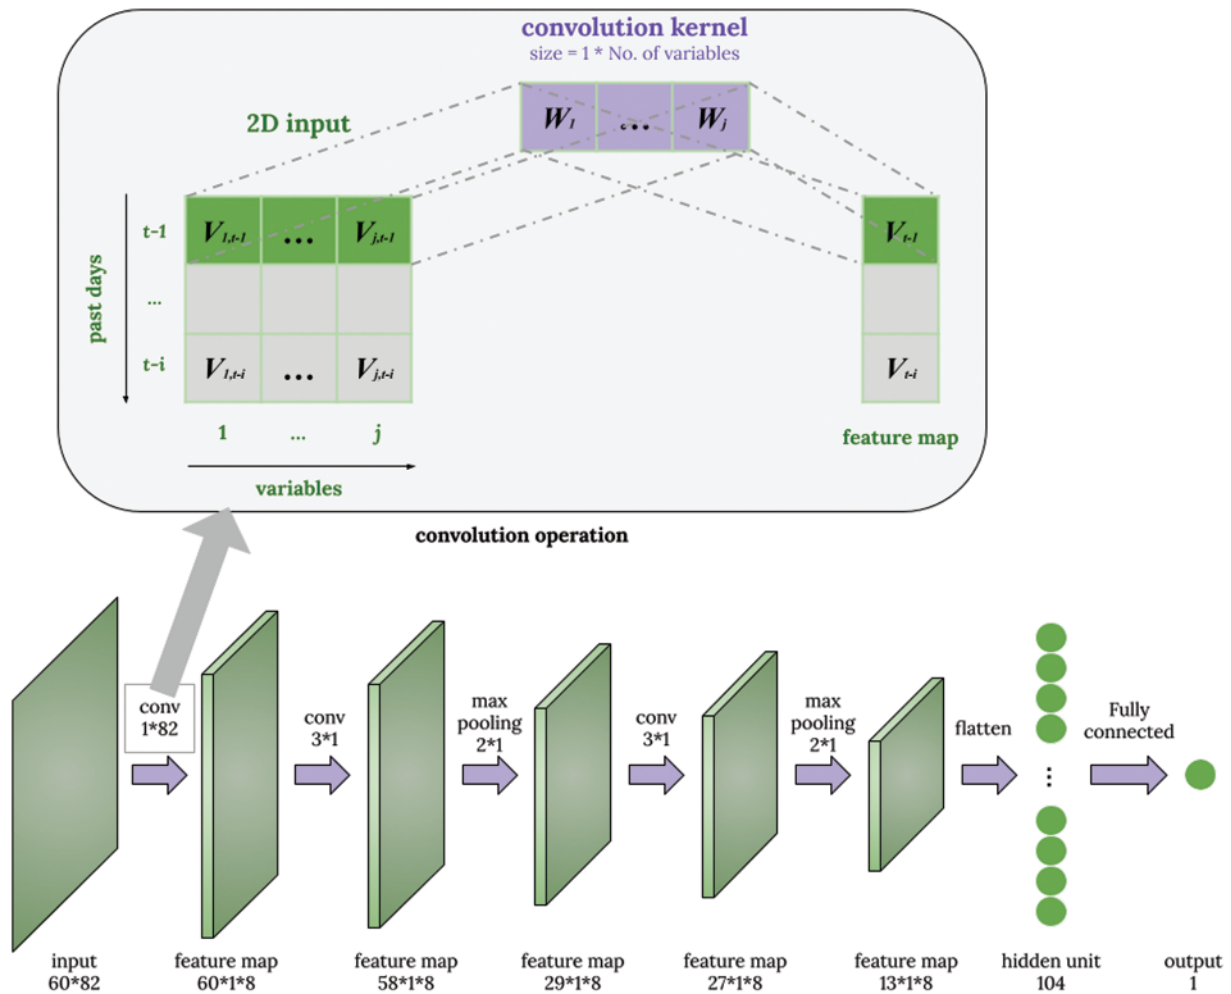 convolution kernel
size = 1 * No. of variables
W1 ... Wj
2D input
t-1 V1,t-1 ... Vj,t-1 Vt-1
...
t-i V1,t-i ... Vj,t-i Vt-i
past days
1 ... j
feature map
variables
convolution operation
conv
1*82
conv
3*1
max
pooling
2*1
conv
3*1
max
pooling
2*1
flatten
Fully
connected
...
input
60*82
feature map
60*1*8
feature map
58*1*8
feature map
29*1*8
feature map
27*1*8
feature map
13*1*8
hidden unit
104
output
1